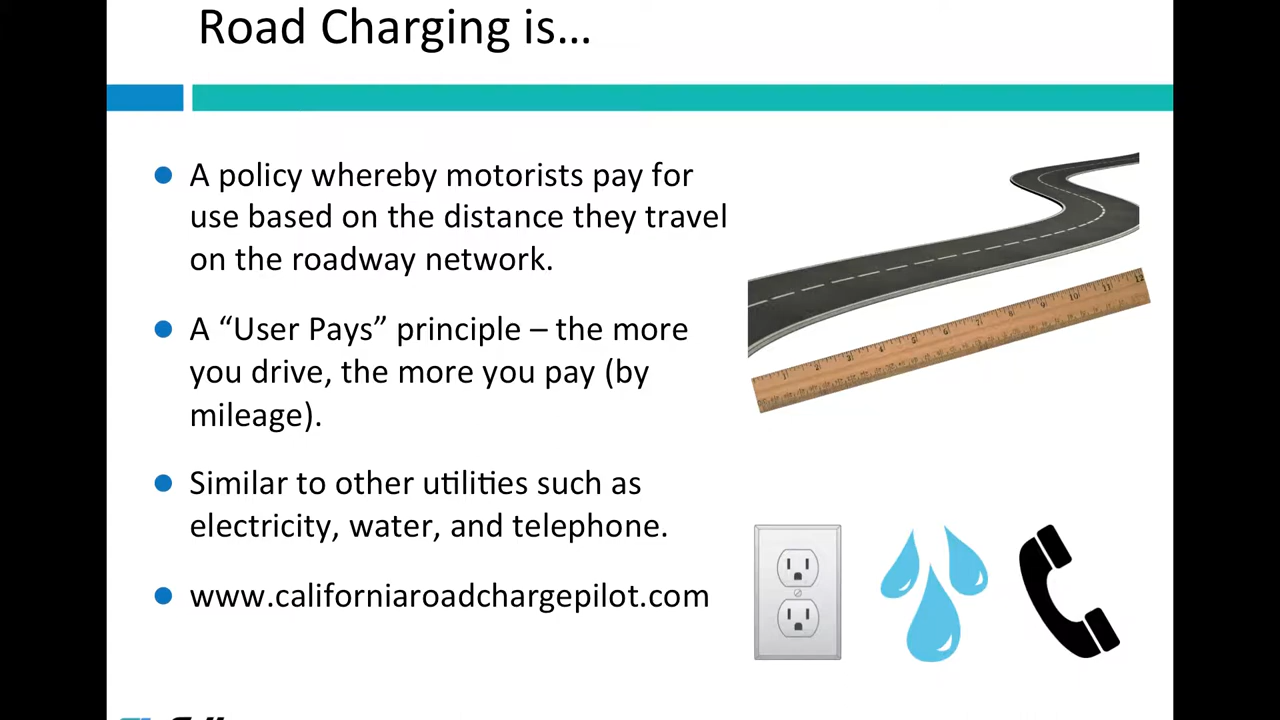 Road Charging is…
A policy whereby motorists pay for
use based on the distance they travel
on the roadway network.
A “User Pays” principle – the more
you drive, the more you pay (by
mileage).
Similar to other utilities such as
electricity, water, and telephone.
www.californiaroadchargepilot.com